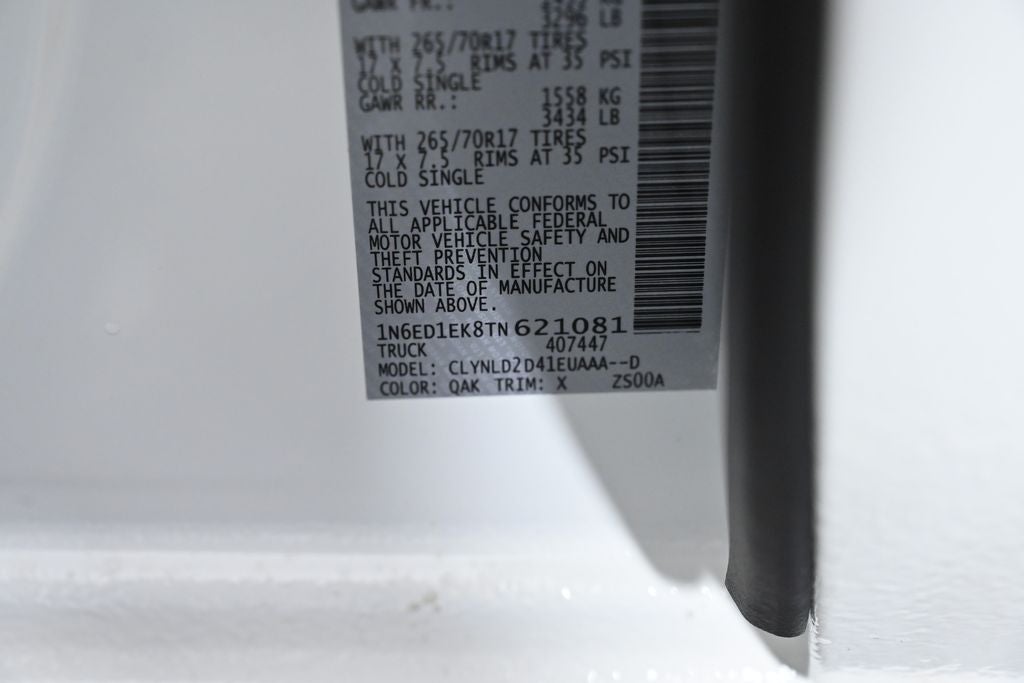 GAWR FR.:
3296 LB
WITH 265/70R17 TIRES
17 X 7.5 RIMS AT 35 PSI
COLD SINGLE
GAWR RR.: 1558 KG
3434 LB
WITH 265/70R17 TIRES
17 X 7.5 RIMS AT 35 PSI
COLD SINGLE
THIS VEHICLE CONFORMS TO
ALL APPLICABLE FEDERAL
MOTOR VEHICLE SAFETY AND
THEFT PREVENTION
STANDARDS IN EFFECT ON
THE DATE OF MANUFACTURE
SHOWN ABOVE.
1N6ED1EK8TN621081
TRUCK 407447
MODEL: CLYNLD2D41EUAAA--D
COLOR: QAK TRIM: X ZS00A